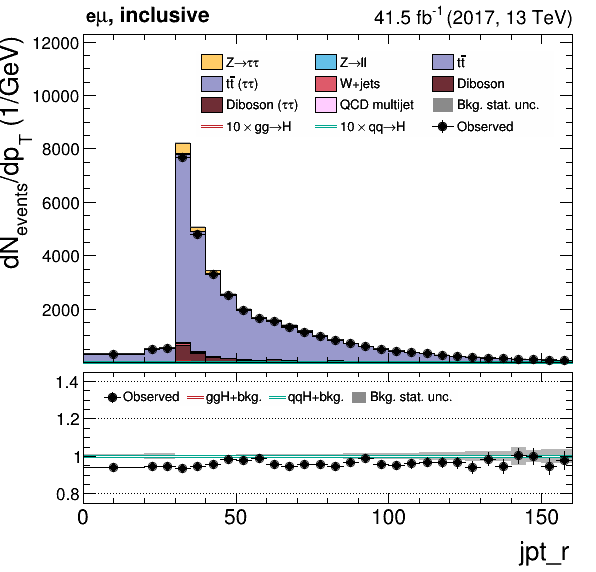 eμ, inclusive 41.5 fb⁻¹ (2017, 13 TeV)
dN_events/dp_T (1/GeV)
12000
10000
8000
6000
4000
2000
Z→ττ Z→ll tt̄
tt̄ (ττ) W+jets Diboson
Diboson (ττ) QCD multijet Bkg. stat. unc.
10 × gg→H 10 × qq→H Observed
1.4
1.2
1
0.8
Observed ggH+bkg. qqH+bkg. Bkg. stat. unc.
0 50 100 150
jpt_r